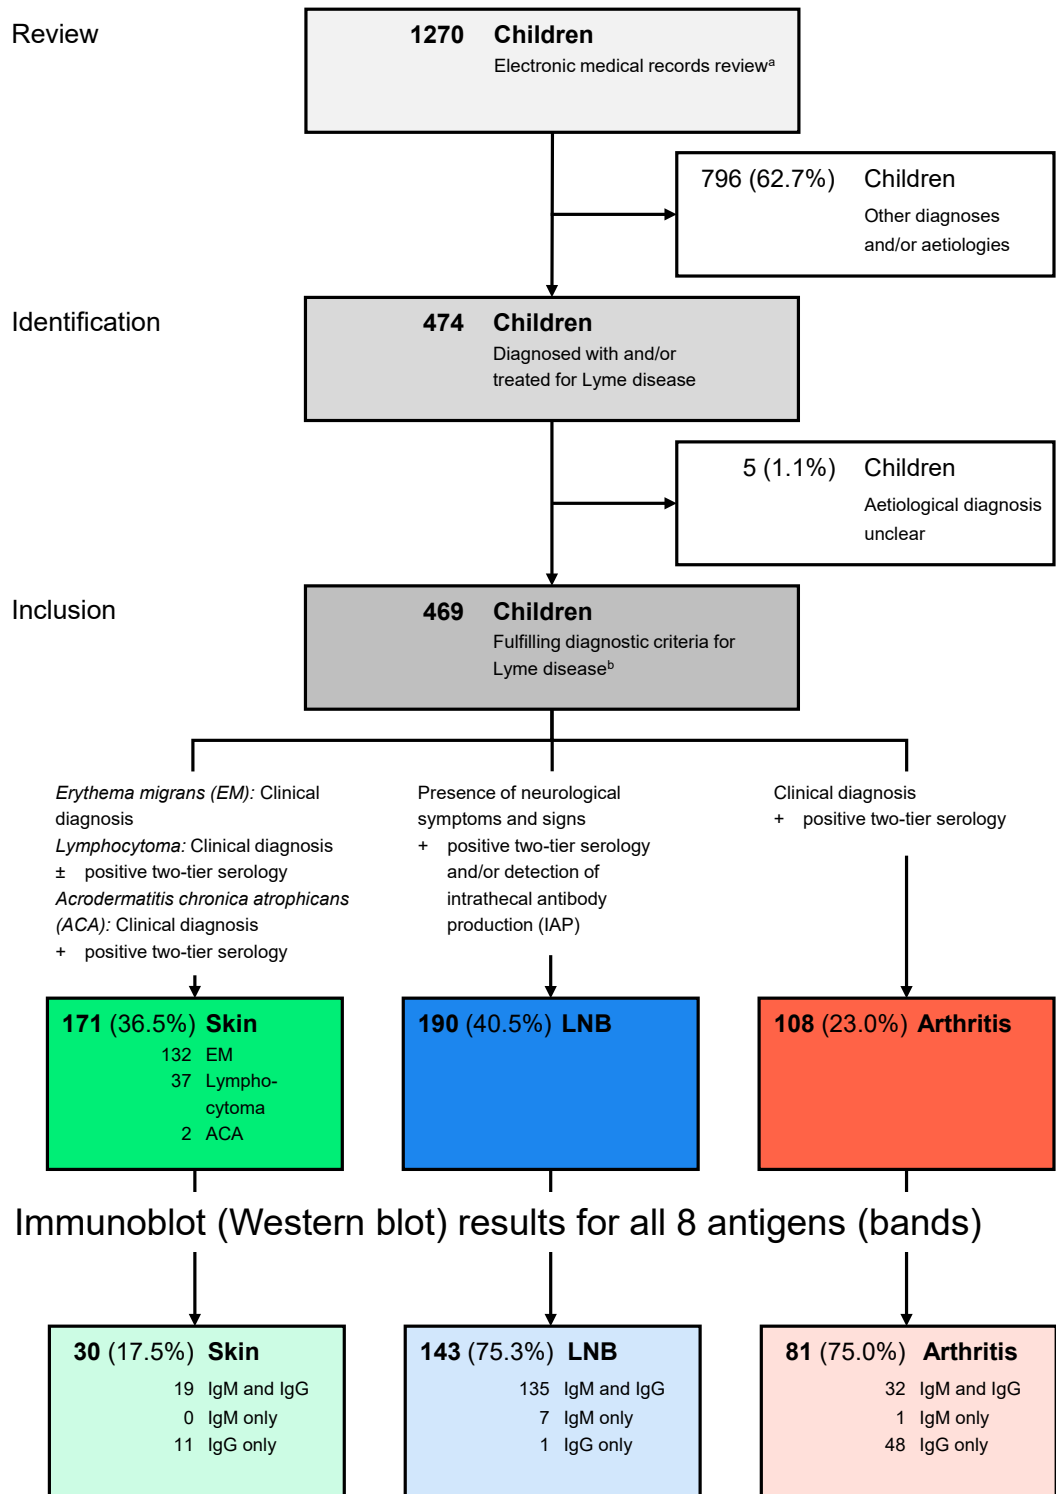 Review
1270 Children
Electronic medical records reviewᵃ
796 (62.7%) Children
Other diagnoses
and/or aetiologies
Identification
474 Children
Diagnosed with and/or
treated for Lyme disease
5 (1.1%) Children
Aetiological diagnosis
unclear
Inclusion
469 Children
Fulfilling diagnostic criteria for
Lyme diseaseᵇ
Erythema migrans (EM): Clinical
diagnosis
Lymphocytoma: Clinical diagnosis
± positive two-tier serology
Acrodermatitis chronica atrophicans
(ACA): Clinical diagnosis
+ positive two-tier serology
Presence of neurological
symptoms and signs
+ positive two-tier serology
and/or detection of
intrathecal antibody
production (IAP)
Clinical diagnosis
+ positive two-tier serology
171 (36.5%) Skin
132 EM
37 Lympho-
cytoma
2 ACA
190 (40.5%) LNB
108 (23.0%) Arthritis
Immunoblot (Western blot) results for all 8 antigens (bands)
30 (17.5%) Skin
19 IgM and IgG
0 IgM only
11 IgG only
143 (75.3%) LNB
135 IgM and IgG
7 IgM only
1 IgG only
81 (75.0%) Arthritis
32 IgM and IgG
1 IgM only
48 IgG only